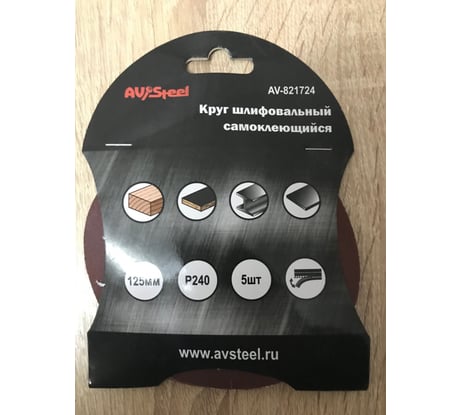 AV Steel
AV-821724
Круг шлифовальный
самоклеющийся
125мм
P240
5шт
www.avsteel.ru